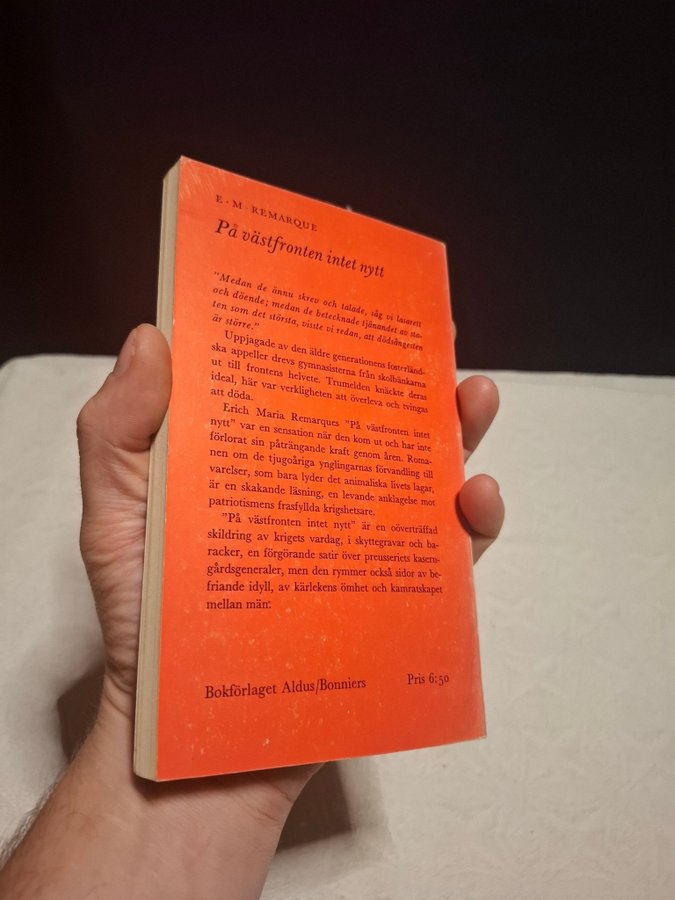 E · M · REMARQUE
På västfronten intet nytt
"Medan de ännu skrev och talade, såg vi lasarett
och döende; medan de betecknade tjänandet av sta-
ten som det största, visste vi redan, att dödsångesten
är större."
Uppjagade av den äldre generationens fosterländ-
ska appeller drevs gymnasisterna från skolbänkarna
ut till frontens helvete. Trumelden knäckte deras
ideal, här var verkligheten att överleva och tvingas
att döda.
Erich Maria Remarques "På västfronten intet
nytt" var en sensation när den kom ut och har inte
förlorat sin påträngande kraft genom åren. Roma-
nen om de tjugoåriga ynglingarnas förvandling till
varelser, som bara lyder det animaliska livets lagar,
är en skakande läsning, en levande anklagelse mot
patriotismens frasfyllda krigshetsare.
"På västfronten intet nytt" är en oöverträffad
skildring av krigets vardag, i skyttegravar och ba-
racker, en förgörande satir över preusseriets kasern-
gårdsgeneraler, men den rymmer också sidor av be-
friande idyll, av kärlekens ömhet och kamratskapet
mellan män.
Bokförlaget Aldus/Bonniers
Pris 6:50